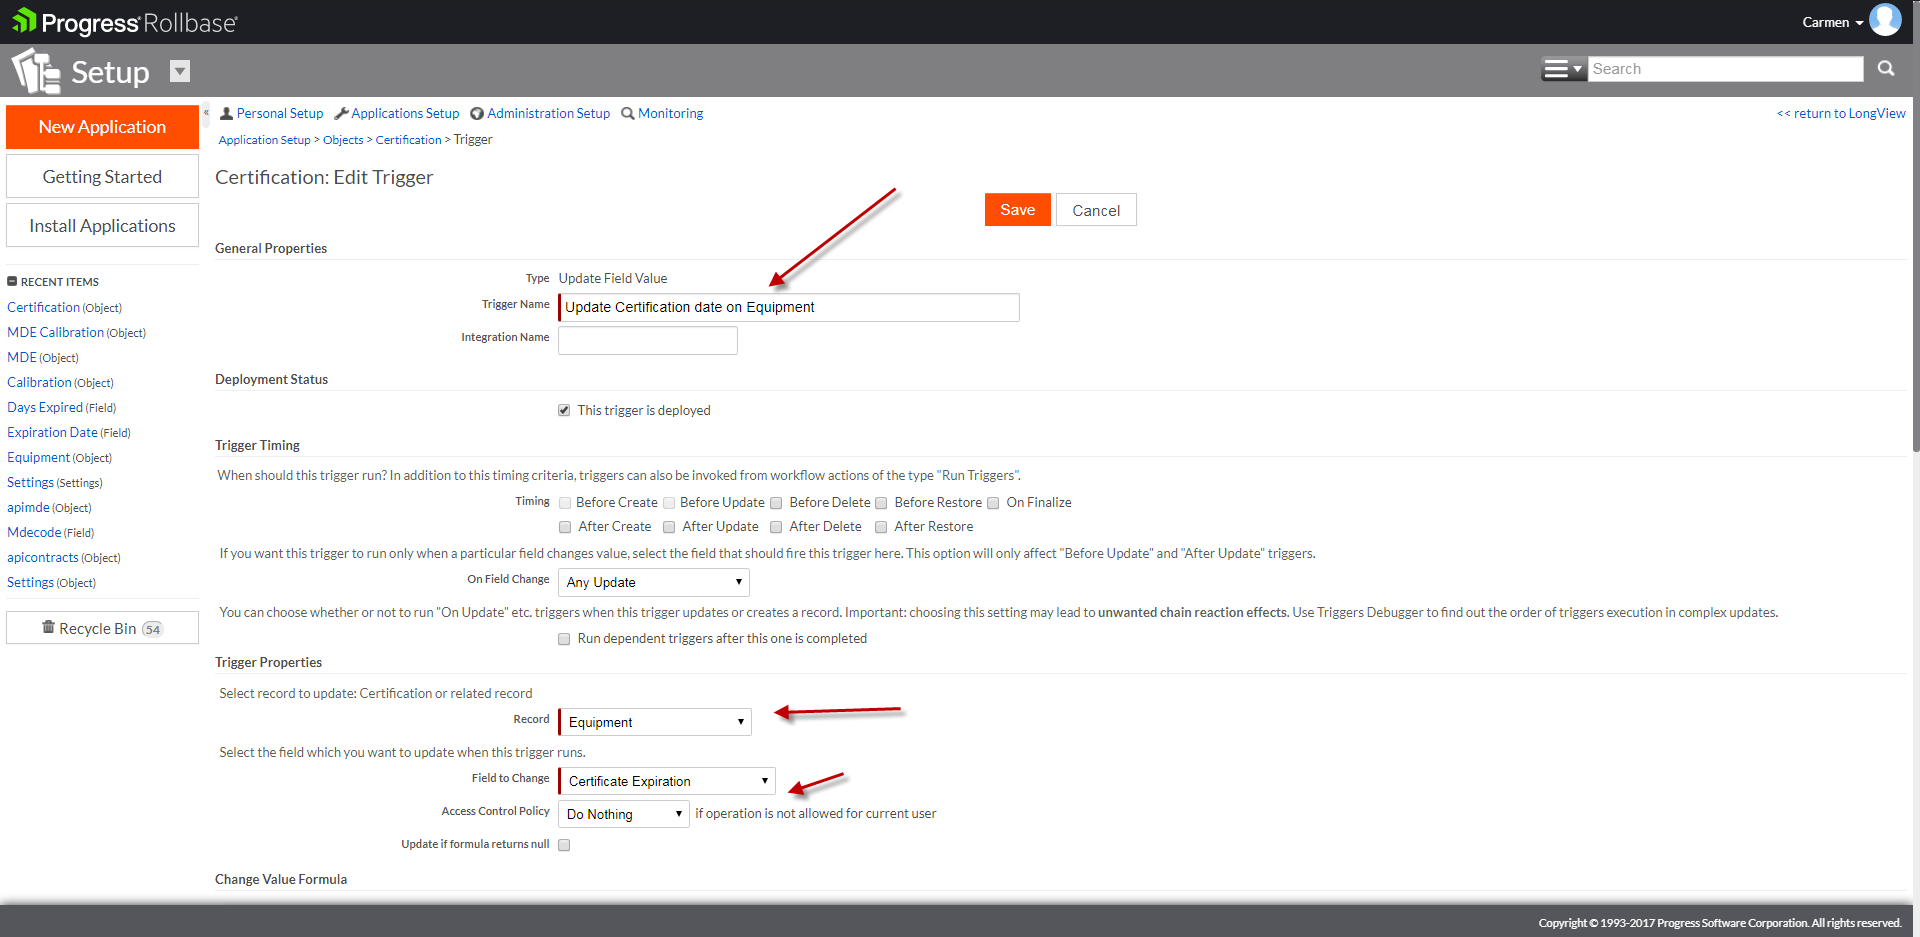 Progress Rollbase
Carmen
Setup
Search
New Application
« Personal Setup Applications Setup Administration Setup Monitoring
<< return to LongView
Application Setup > Objects > Certification > Trigger
Getting Started
Certification: Edit Trigger
Save Cancel
Install Applications
General Properties
Type Update Field Value
RECENT ITEMS
Trigger Name Update Certification date on Equipment
Certification (Object)
MDE Calibration (Object)
Integration Name
MDE (Object)
Calibration (Object)
Deployment Status
Days Expired (Field)
This trigger is deployed
Expiration Date (Field)
Trigger Timing
Equipment (Object)
When should this trigger run? In addition to this timing criteria, triggers can also be invoked from workflow actions of the type "Run Triggers".
Settings (Settings)
Timing Before Create Before Update Before Delete Before Restore On Finalize
apimde (Object)
After Create After Update After Delete After Restore
Mdecode (Field)
If you want this trigger to run only when a particular field changes value, select the field that should fire this trigger here. This option will only affect "Before Update" and "After Update" triggers.
apicontracts (Object)
On Field Change Any Update
Settings (Object)
You can choose whether or not to run "On Update" etc. triggers when this trigger updates or creates a record. Important: choosing this setting may lead to unwanted chain reaction effects. Use Triggers Debugger to find out the order of triggers execution in complex updates.
Recycle Bin 54
Run dependent triggers after this one is completed
Trigger Properties
Select record to update: Certification or related record
Record Equipment
Select the field which you want to update when this trigger runs.
Field to Change Certificate Expiration
Access Control Policy Do Nothing if operation is not allowed for current user
Update if formula returns null
Change Value Formula
Copyright © 1993-2017 Progress Software Corporation. All rights reserved.